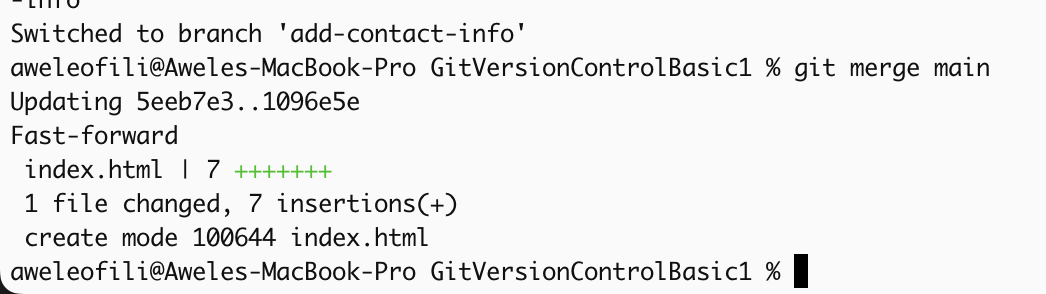 -info
Switched to branch 'add-contact-info'
aweleofili@Aweles-MacBook-Pro GitVersionControlBasic1 % git merge main
Updating 5eeb7e3..1096e5e
Fast-forward
 index.html | 7 +++++++
 1 file changed, 7 insertions(+)
 create mode 100644 index.html
aweleofili@Aweles-MacBook-Pro GitVersionControlBasic1 %